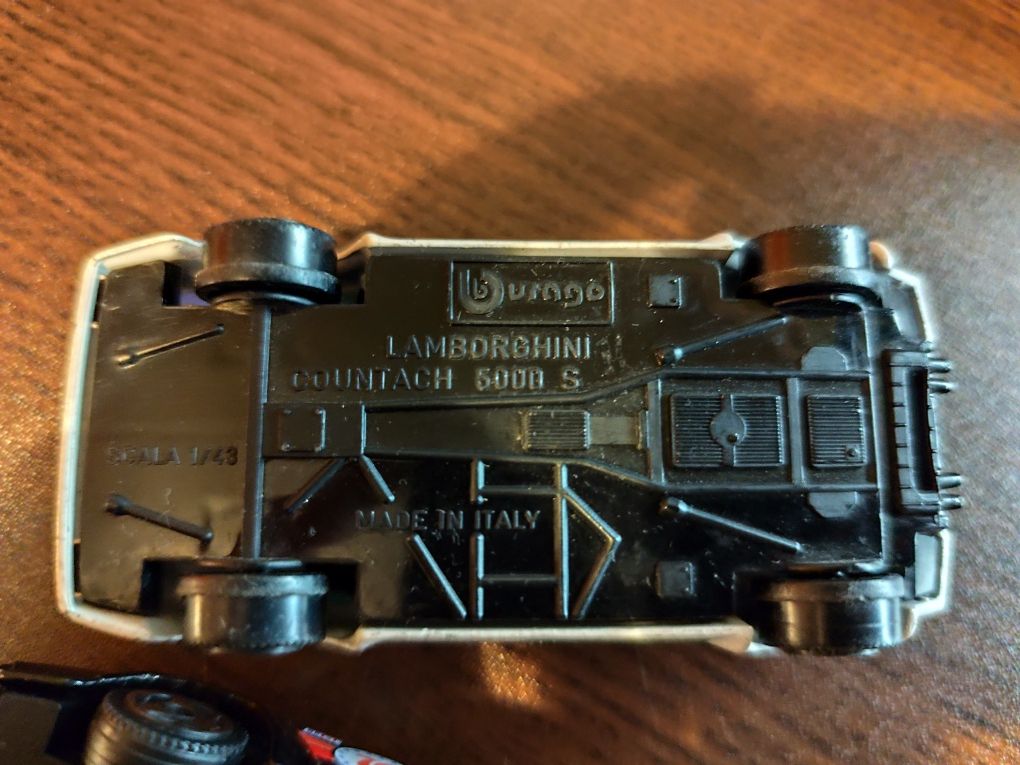 burago
LAMBORGHINI
COUNTACH 5000 S
SCALA 1/43
MADE IN ITALY